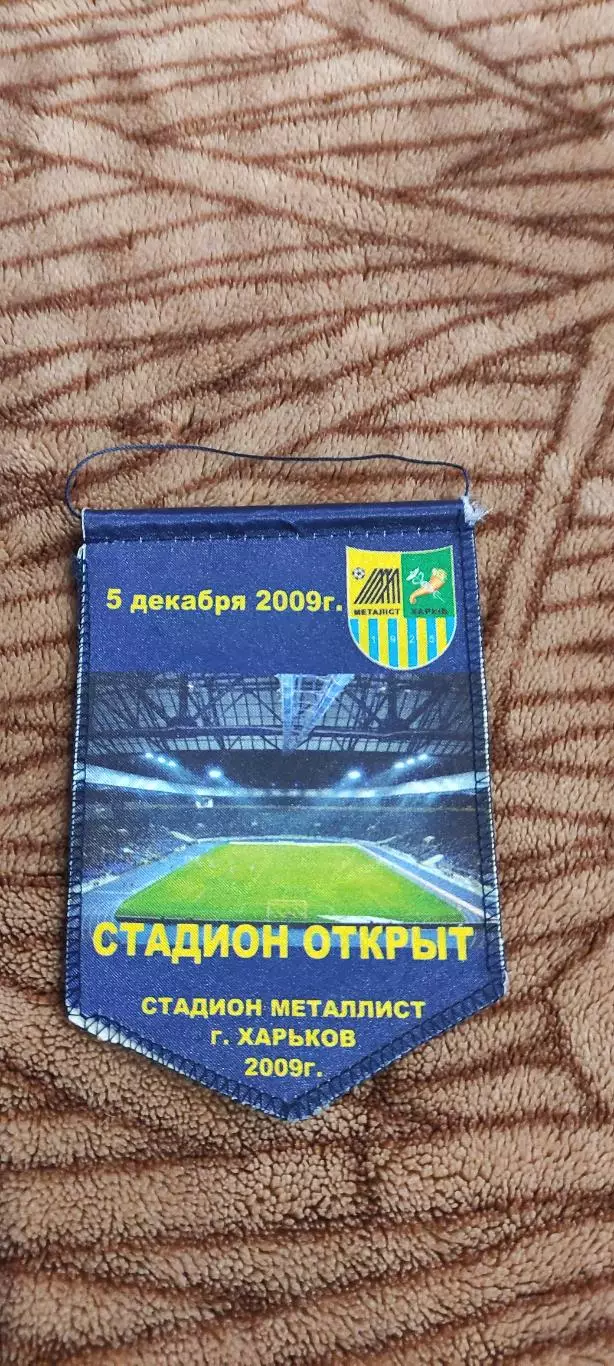 5 декабря 2009г.
МЕТАЛІСТ ХАРКІВ
1925
СТАДИОН ОТКРЫТ
СТАДИОН МЕТАЛЛИСТ
г. ХАРЬКОВ
2009г.